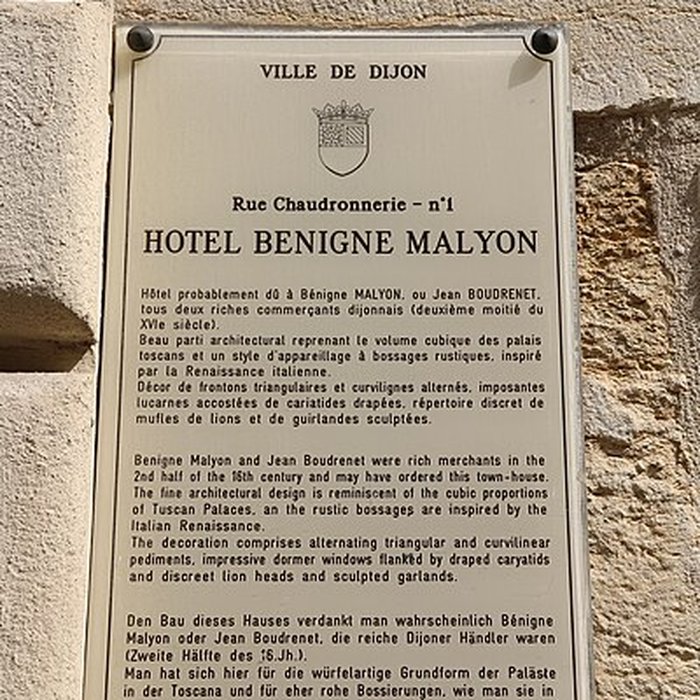 VILLE DE DIJON
Rue Chaudronnerie - n°1
HOTEL BENIGNE MALYON
Hôtel probablement dû à Bénigne MALYON, ou Jean BOUDRENET,
tous deux riches commerçants dijonnais (deuxième moitié du
XVIe siècle).
Beau parti architectural reprenant le volume cubique des palais
toscans et un style d'appareillage à bossages rustiques, inspiré
par la Renaissance italienne.
Décor de frontons triangulaires et curvilignes alternés, imposantes
lucarnes accostées de cariatides drapées, répertoire discret de
mufles de lions et de guirlandes sculptées.
Benigne Malyon and Jean Boudrenet were rich merchants in the
2nd half of the 16th century and may have ordered this town-house.
The fine architectural design is reminiscent of the cubic proportions
of Tuscan Palaces, an the rustic bossages are inspired by the
Italian Renaissance.
The decoration comprises alternating triangular and curvilinear
pediments, impressive dormer windows flanked by draped caryatids
and discreet lion heads and sculpted garlands.
Den Bau dieses Hauses verdankt man wahrscheinlich Bénigne
Malyon oder Jean Boudrenet, die reiche Dijoner Händler waren
(Zweite Hälfte des 16.Jh.).
Man hat sich hier für die würfelartige Grundform der Paläste
in der Toscana und für eher rohe Bossierungen, wie man sie in